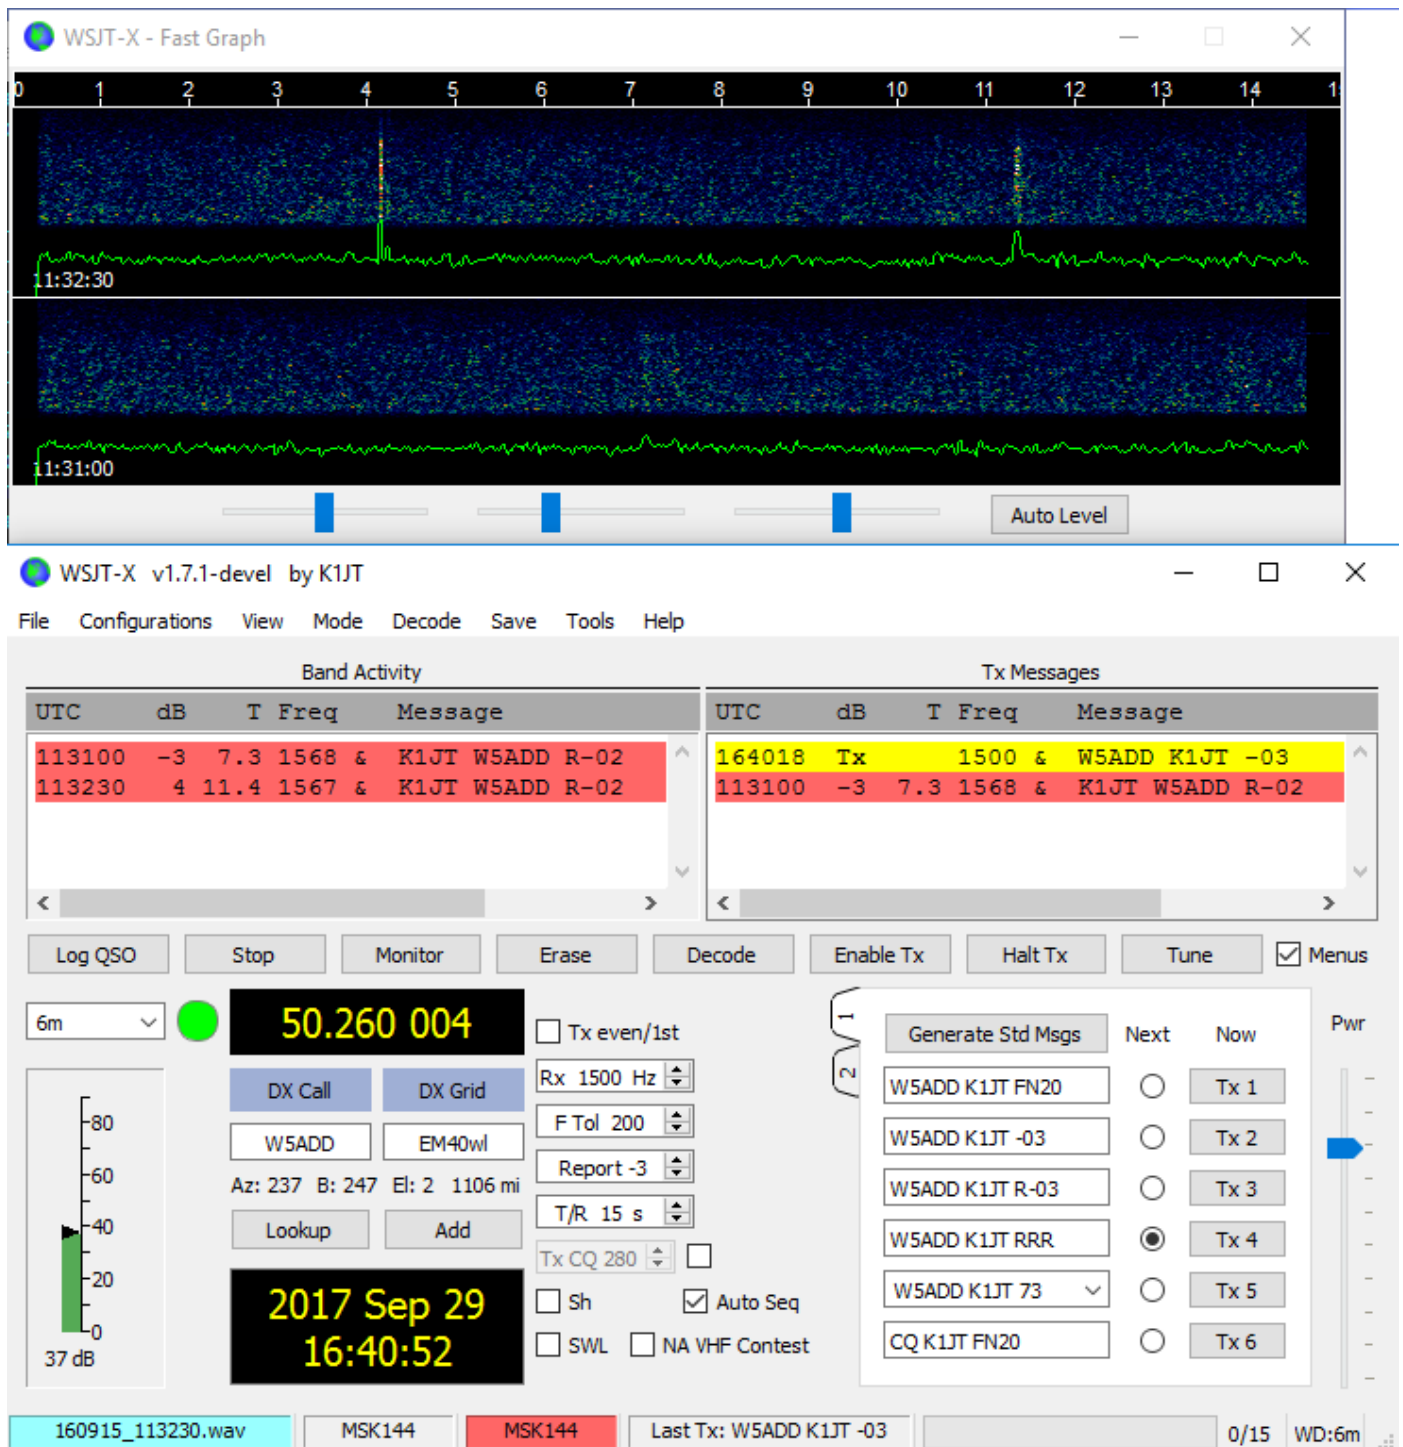 WSJT-X - Fast Graph
0 1 2 3 4 5 6 7 8 9 10 11 12 13 14 1
11:32:30
11:31:00
Auto Level
WSJT-X v1.7.1-devel by K1JT
File Configurations View Mode Decode Save Tools Help
Band Activity
UTC dB T Freq Message
113100 -3 7.3 1568 & K1JT W5ADD R-02
113230 4 11.4 1567 & K1JT W5ADD R-02
Tx Messages
UTC dB T Freq Message
164018 Tx 1500 & W5ADD K1JT -03
113100 -3 7.3 1568 & K1JT W5ADD R-02
Log QSO Stop Monitor Erase Decode Enable Tx Halt Tx Tune Menus
6m
50.260 004
DX Call DX Grid
W5ADD EM40wl
Az: 237 B: 247 El: 2 1106 mi
Lookup Add
2017 Sep 29
16:40:52
80
60
40
20
0
37 dB
Tx even/1st
Rx 1500 Hz
F Tol 200
Report -3
T/R 15 s
Tx CQ 280
Sh Auto Seq
SWL NA VHF Contest
1
2
Generate Std Msgs Next Now
W5ADD K1JT FN20 Tx 1
W5ADD K1JT -03 Tx 2
W5ADD K1JT R-03 Tx 3
W5ADD K1JT RRR Tx 4
W5ADD K1JT 73 Tx 5
CQ K1JT FN20 Tx 6
Pwr
160915_113230.wav MSK144 MSK144 Last Tx: W5ADD K1JT -03 0/15 WD:6m